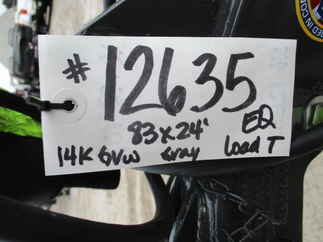 # 12635
83x24' EQ
14K GVW Gray Load T